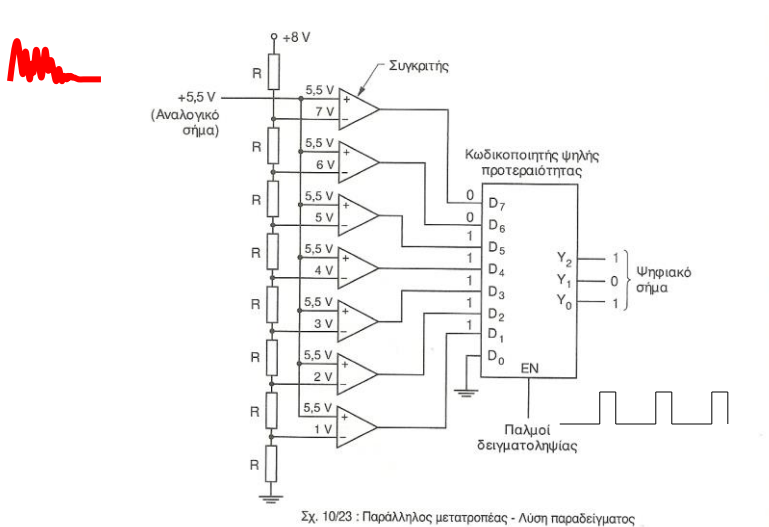 +8 V
R
Συγκριτής
+5,5 V
(Αναλογικό
σήμα)
5,5 V
+
7 V
−
R
5,5 V
+
6 V
−
Κωδικοποιητής ψηλής
προτεραιότητας
R
5,5 V
+
5 V
−
0 D7
0 D6
1 D5
R
5,5 V
+
4 V
−
1 D4
Y2 1
Ψηφιακό
σήμα
Y1 0
Y0 1
R
5,5 V
+
3 V
−
1 D3
1 D2
1 D1
D0
R
5,5 V
+
2 V
−
EN
R
5,5 V
+
1 V
−
Παλμοί
δειγματοληψίας
R
Σχ. 10/23 : Παράλληλος μετατροπέας - Λύση παραδείγματος